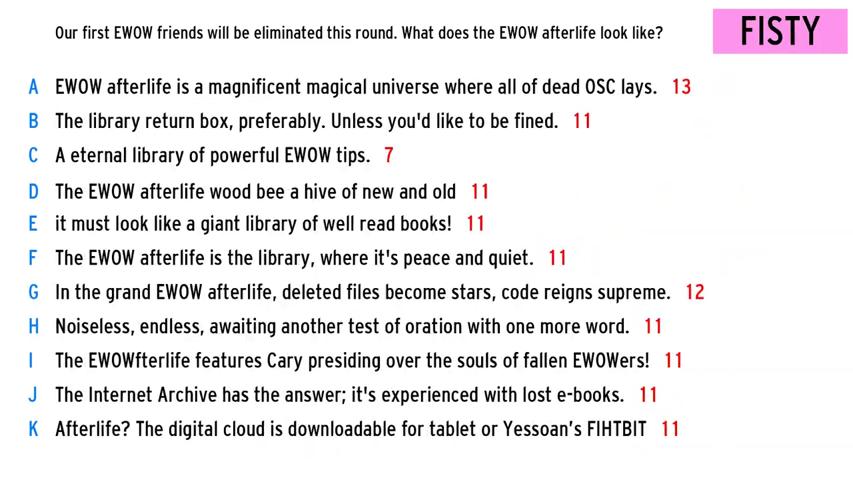 Our first EWOW friends will be eliminated this round. What does the EWOW afterlife look like?
FISTY
A EWOW afterlife is a magnificent magical universe where all of dead OSC lays. 13
B The library return box, preferably. Unless you'd like to be fined. 11
C A eternal library of powerful EWOW tips. 7
D The EWOW afterlife wood bee a hive of new and old 11
E it must look like a giant library of well read books! 11
F The EWOW afterlife is the library, where it's peace and quiet. 11
G In the grand EWOW afterlife, deleted files become stars, code reigns supreme. 12
H Noiseless, endless, awaiting another test of oration with one more word. 11
I The EWOWfterlife features Cary presiding over the souls of fallen EWOWers! 11
J The Internet Archive has the answer; it's experienced with lost e-books. 11
K Afterlife? The digital cloud is downloadable for tablet or Yessoan's FIHTBIT 11